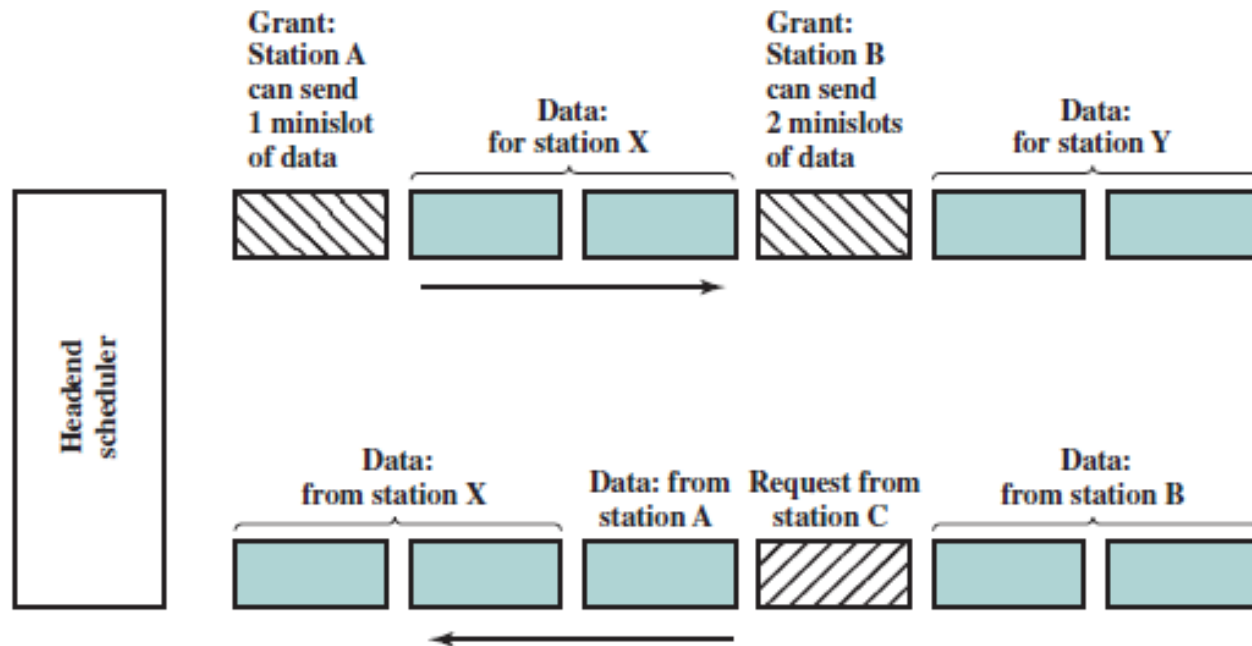 Grant:
Station A
can send
1 minislot
of data
Data:
for station X
Grant:
Station B
can send
2 minislots
of data
Data:
for station Y
Headend
scheduler
Data:
from station X
Data: from
station A
Request from
station C
Data:
from station B